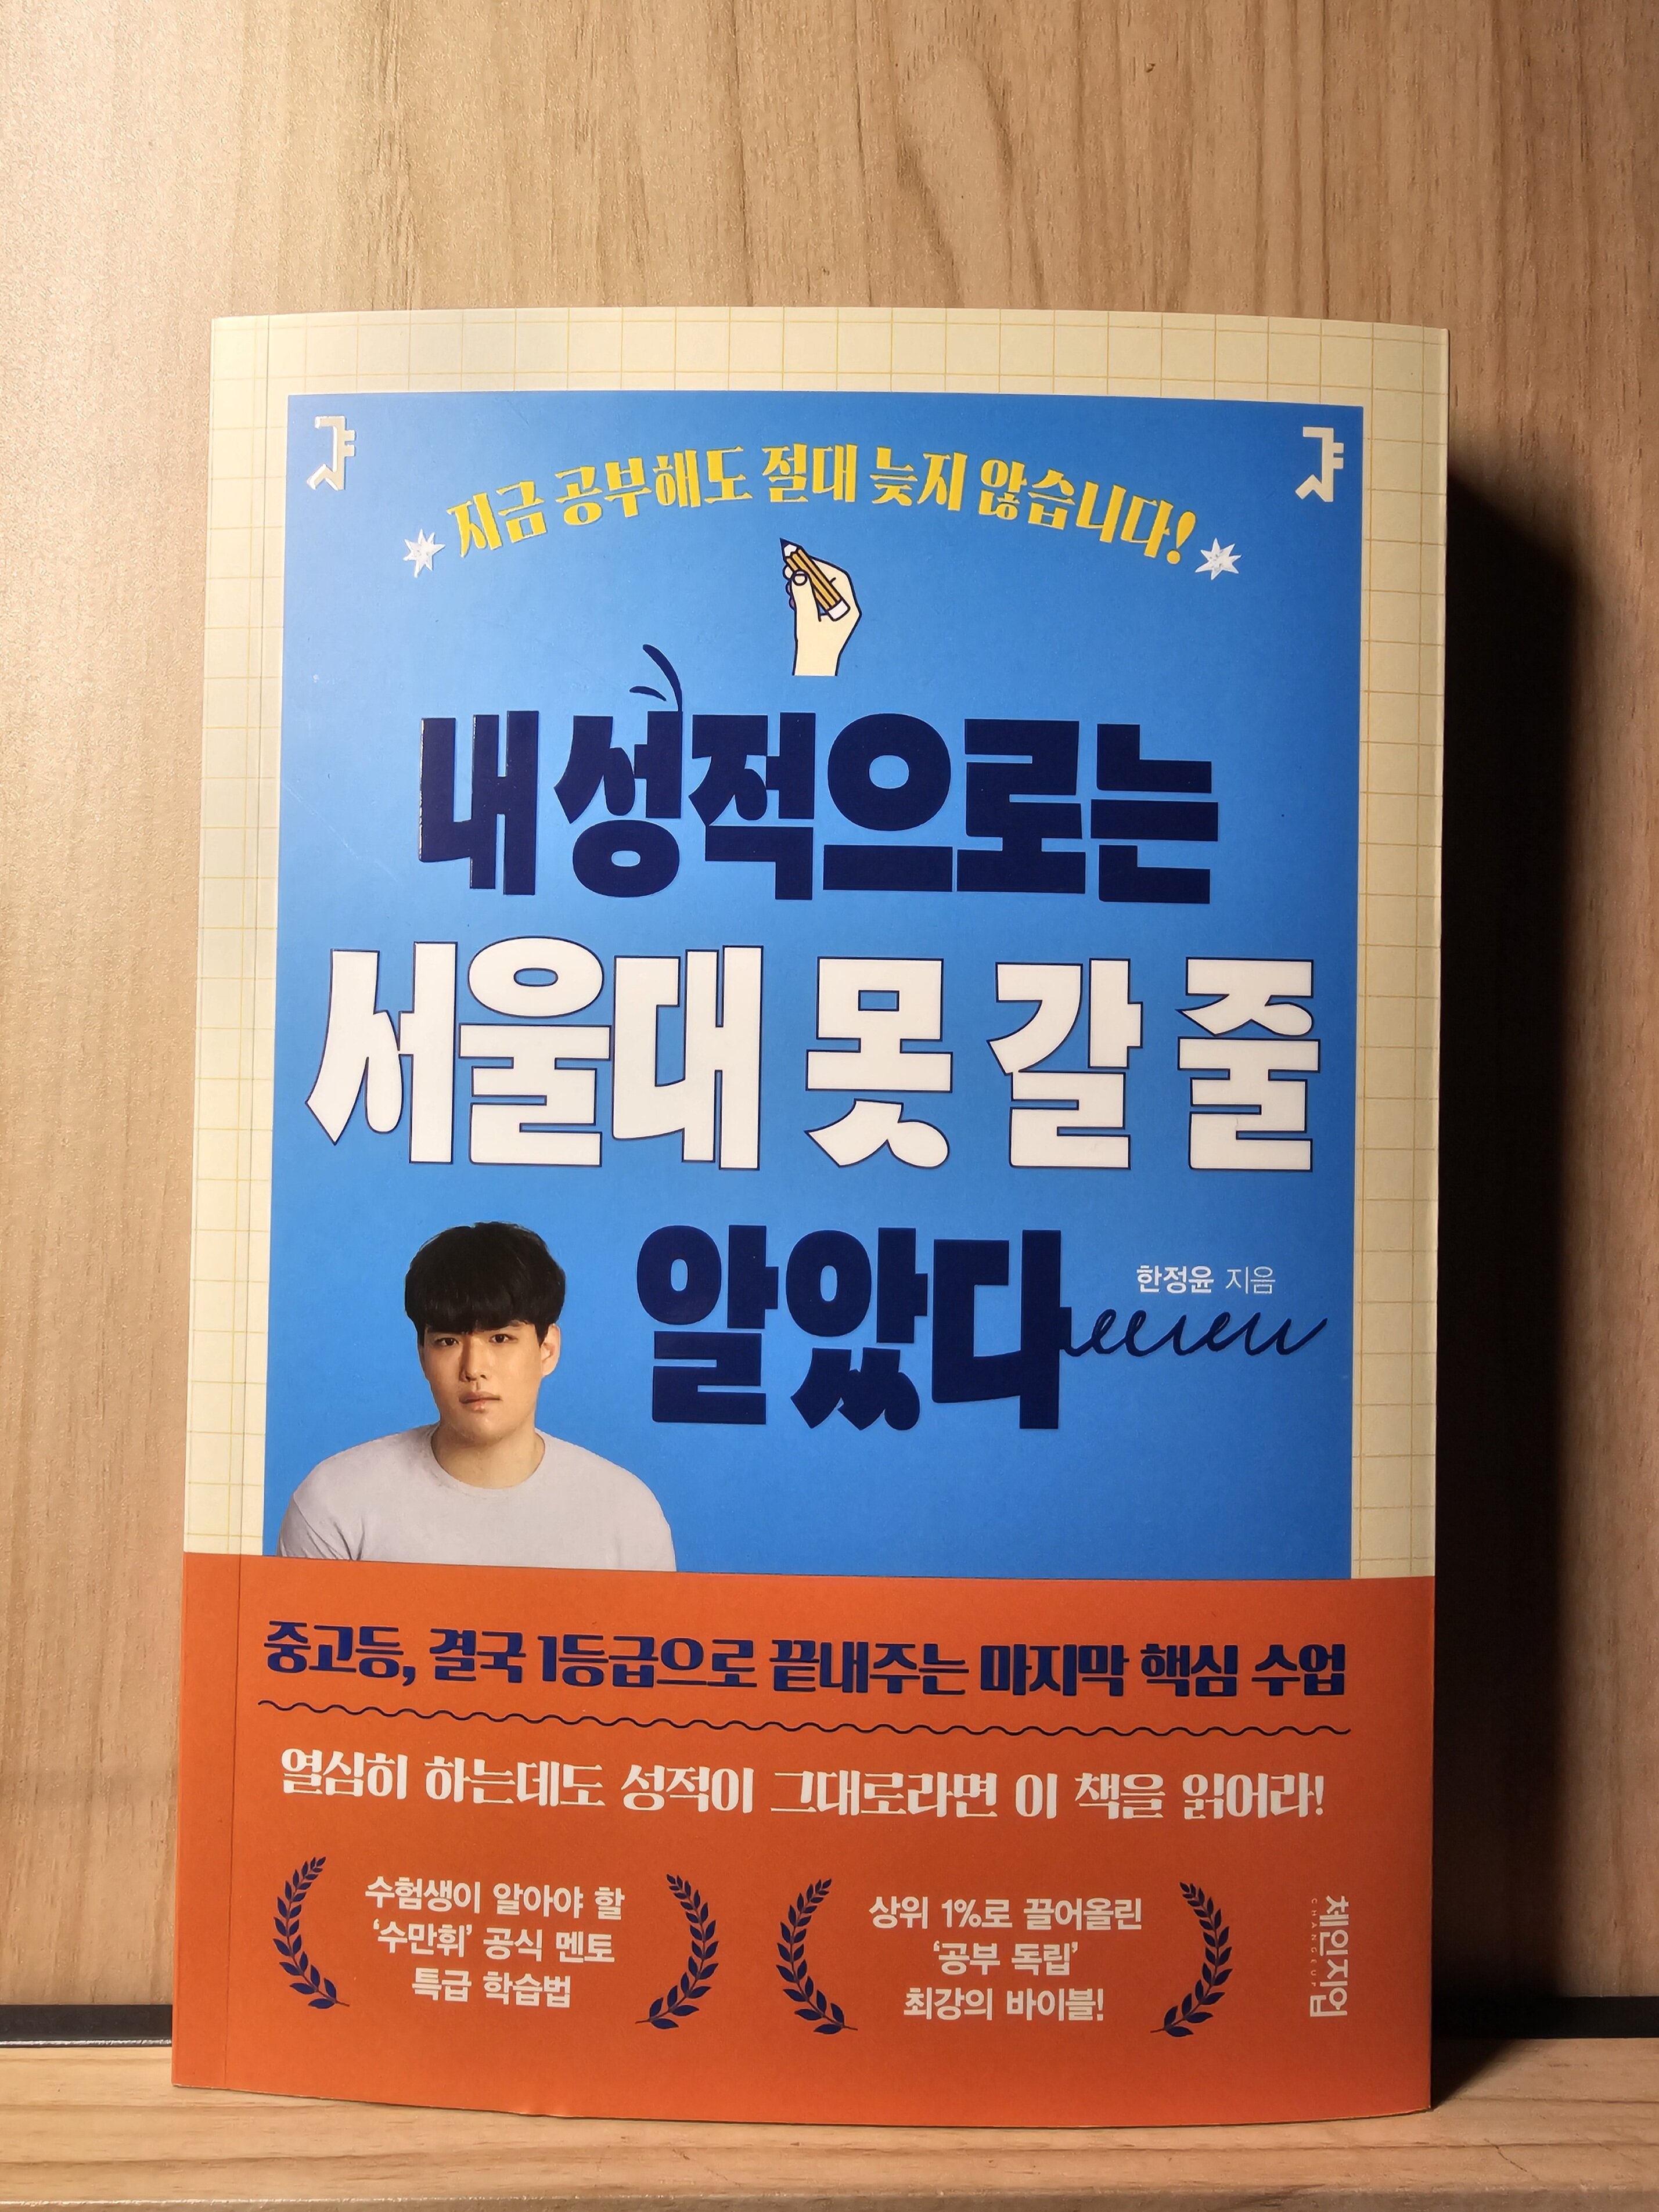 지금 공부해도 절대 늦지 않습니다!
내 성적으로는
서울대 못 갈 줄
알았다
한정윤 지음
중고등, 결국 1등급으로 끝내주는 마지막 핵심 수업
열심히 하는데도 성적이 그대로라면 이 책을 읽어라!
수험생이 알아야 할
‘수만휘’ 공식 멘토
특급 학습법
상위 1%로 끌어올린
‘공부 독립’
최강의 바이블!
체인지업
CHANGEUP